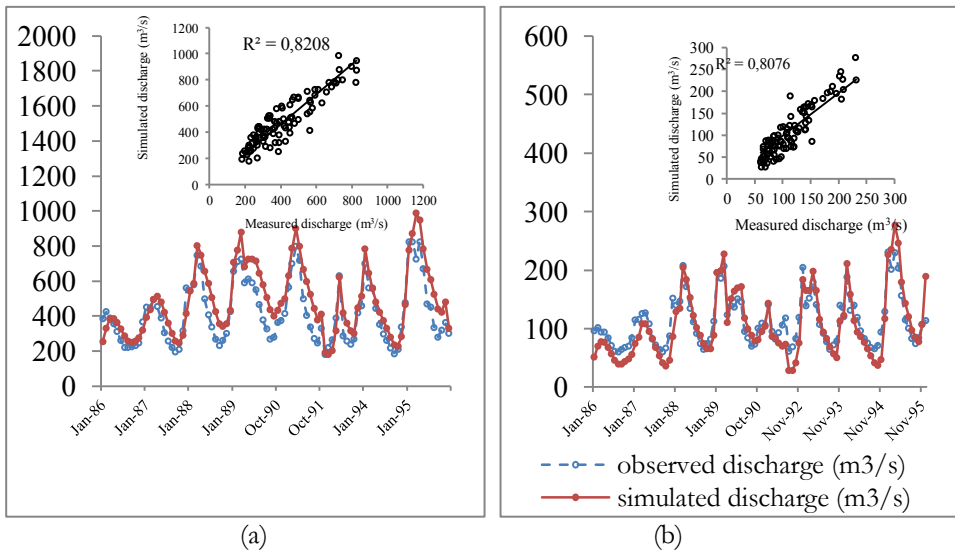 2000
1800
1600
1400
1200
1000
800
600
400
200
0
Jan-86
Jan-87
Jan-88
Jan-89
Oct-90
Oct-91
Jan-94
Jan-95
Simulated discharge (m³/s)
1200
1000
800
600
400
200
0
R² = 0,8208
0 200 400 600 800 1000 1200
Measured discharge (m³/s)
(a)
600
500
400
300
200
100
0
Jan-86
Jan-87
Jan-88
Jan-89
Oct-90
Nov-92
Nov-93
Nov-94
Nov-95
Simulated discharge (m³/s)
300
250
200
150
100
50
0
R² = 0,8076
0 50 100 150 200 250 300
Measured discharge (m³/s)
observed discharge (m3/s)
simulated discharge (m3/s)
(b)